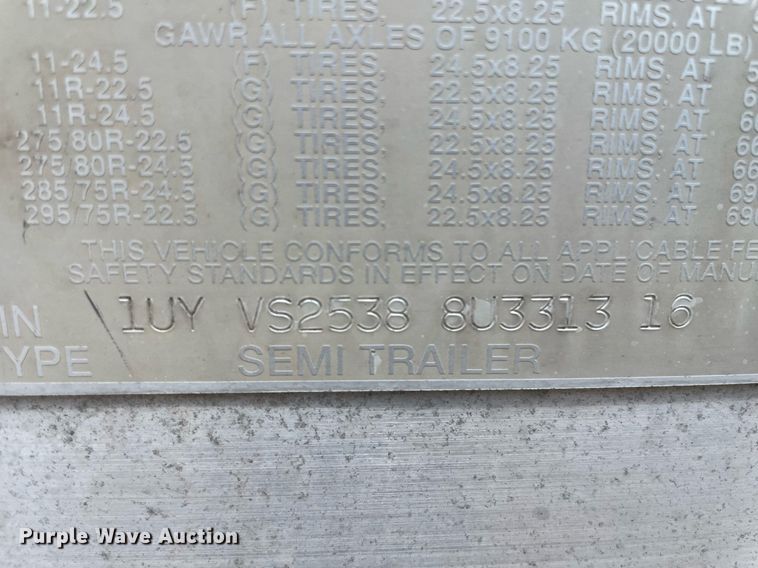 11-22.5 (F) TIRES, 22.5x8.25 RIMS. AT
GAWR ALL AXLES OF 9100 KG (20000 LB)
11-24.5 (F) TIRES, 24.5x8.25 RIMS. AT
11R-22.5 (G) TIRES, 22.5x8.25 RIMS. AT
11R-24.5 (G) TIRES, 24.5x8.25 RIMS. AT
275/80R-22.5 (G) TIRES, 22.5x8.25 RIMS. AT
275/80R-24.5 (G) TIRES, 24.5x8.25 RIMS. AT
285/75R-24.5 (G) TIRES, 24.5x8.25 RIMS. AT
295/75R-22.5 (G) TIRES, 22.5x8.25 RIMS. AT
THIS VEHICLE CONFORMS TO ALL APPLICABLE FE
SAFETY STANDARDS IN EFFECT ON DATE OF MANU
IN 1UY VS2538 8U3313 16
YPE SEMI TRAILER
Purple Wave Auction